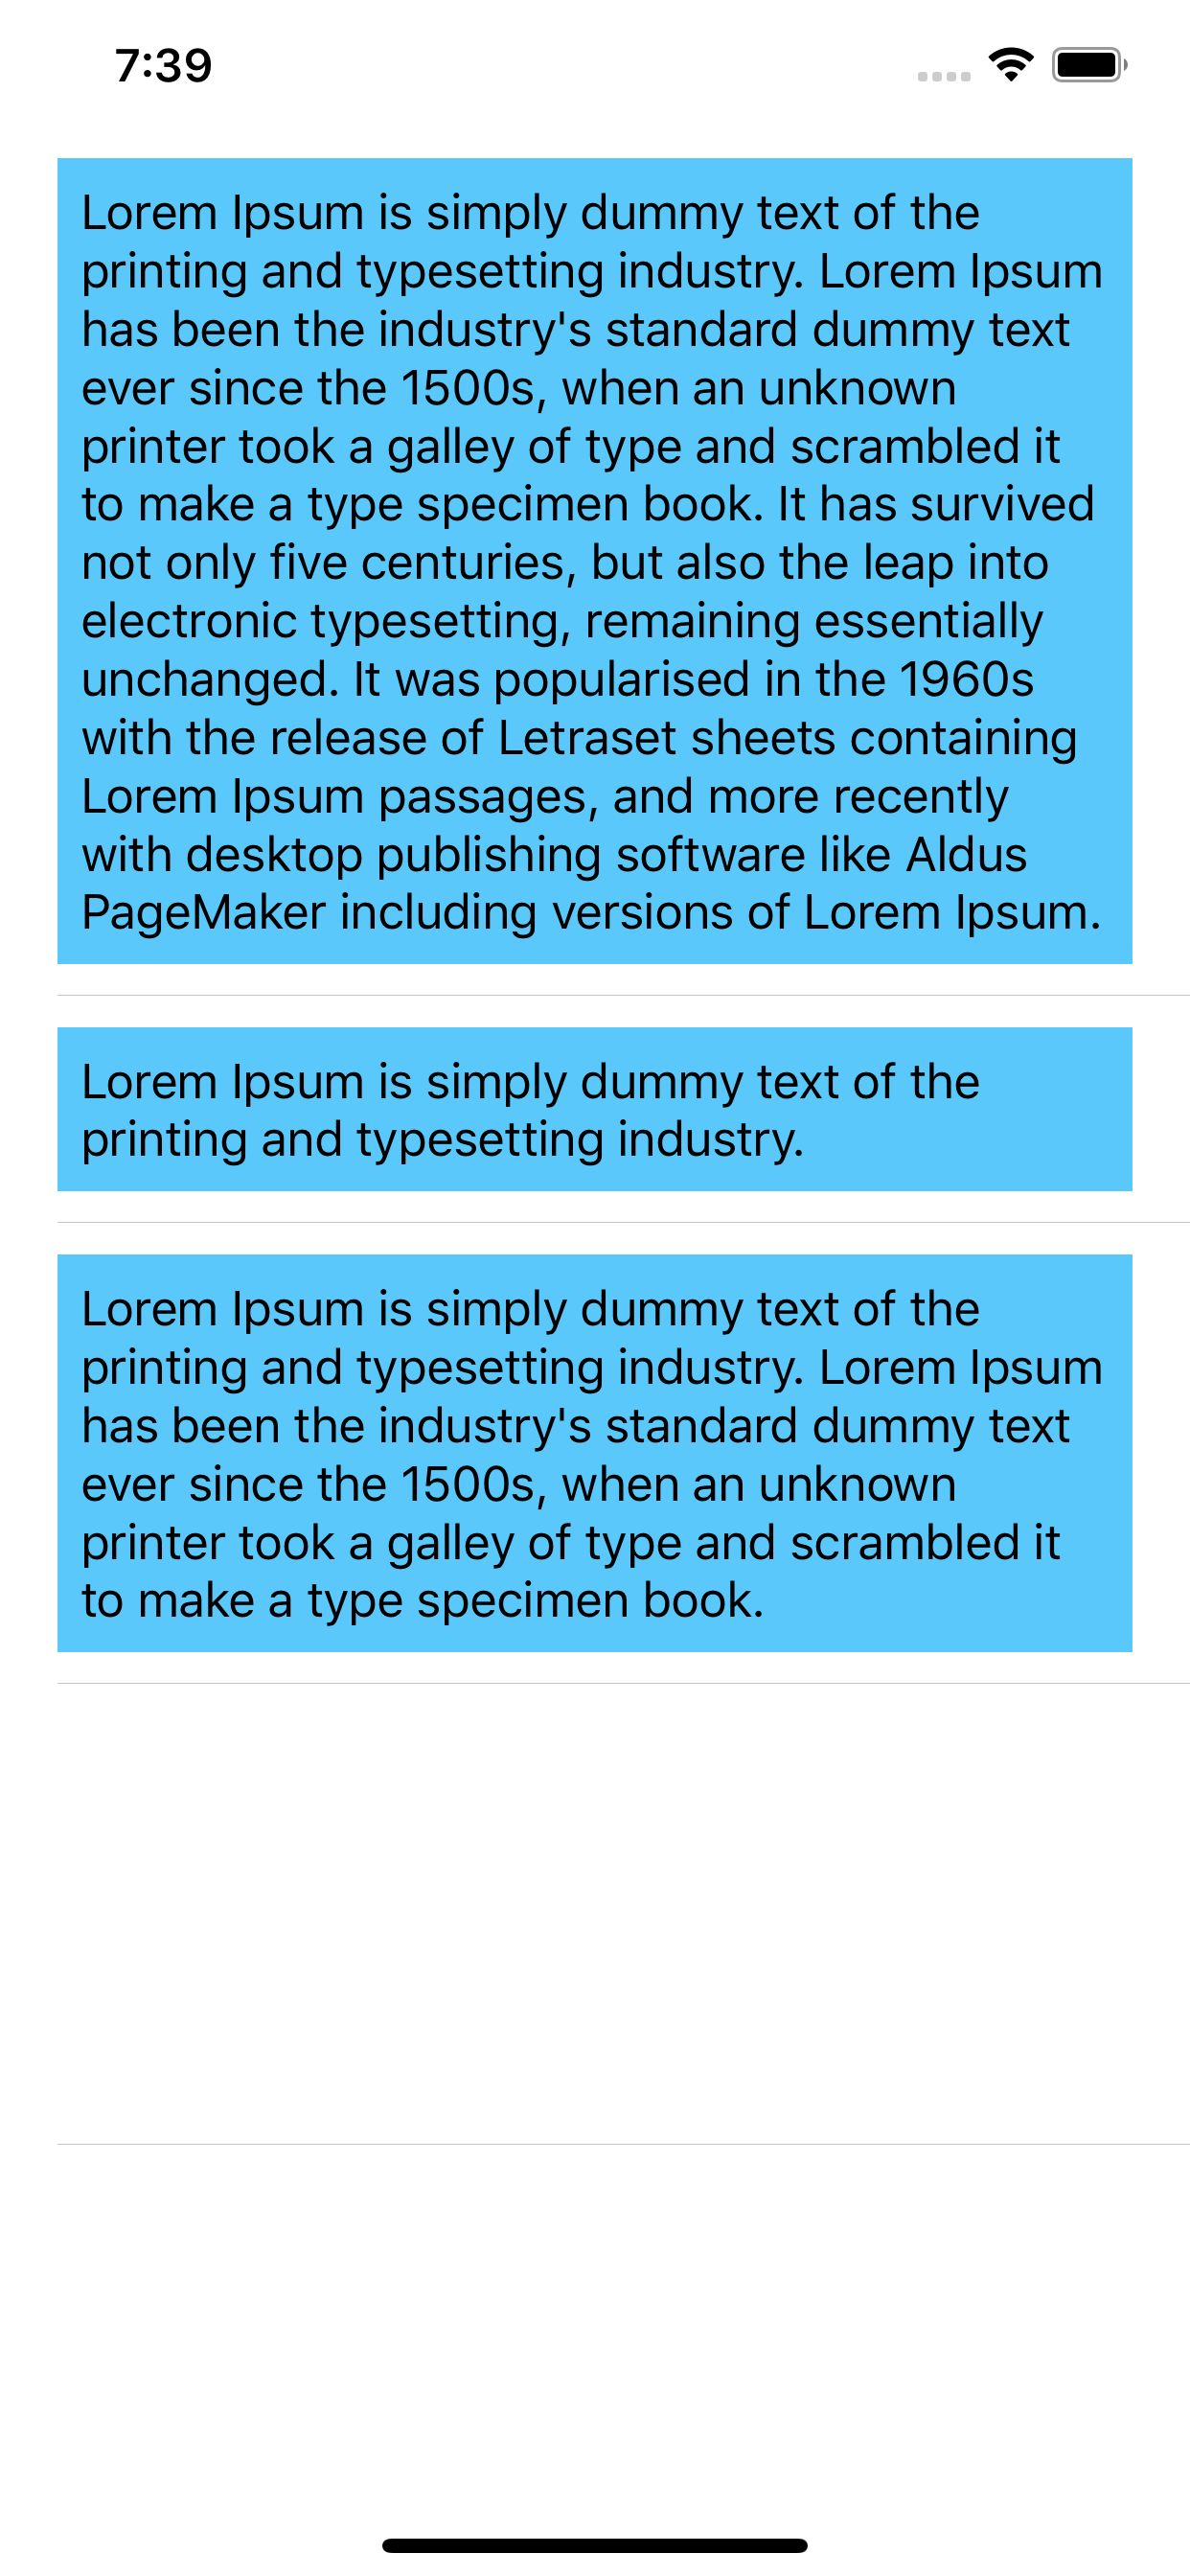 7:39
Lorem Ipsum is simply dummy text of the
printing and typesetting industry. Lorem Ipsum
has been the industry's standard dummy text
ever since the 1500s, when an unknown
printer took a galley of type and scrambled it
to make a type specimen book. It has survived
not only five centuries, but also the leap into
electronic typesetting, remaining essentially
unchanged. It was popularised in the 1960s
with the release of Letraset sheets containing
Lorem Ipsum passages, and more recently
with desktop publishing software like Aldus
PageMaker including versions of Lorem Ipsum.
Lorem Ipsum is simply dummy text of the
printing and typesetting industry.
Lorem Ipsum is simply dummy text of the
printing and typesetting industry. Lorem Ipsum
has been the industry's standard dummy text
ever since the 1500s, when an unknown
printer took a galley of type and scrambled it
to make a type specimen book.